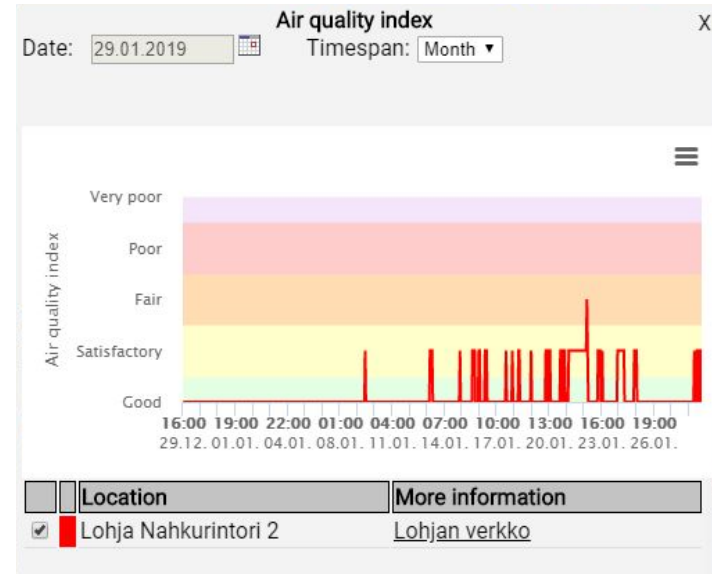 Air quality index
X
Date: 29.01.2019 Timespan: Month
Very poor
Poor
Fair
Satisfactory
Good
Air quality index
16:00 19:00 22:00 01:00 04:00 07:00 10:00 13:00 16:00 19:00
29.12. 01.01. 04.01. 08.01. 11.01. 14.01. 17.01. 20.01. 23.01. 26.01.
Location More information
Lohja Nahkurintori 2 Lohjan verkko